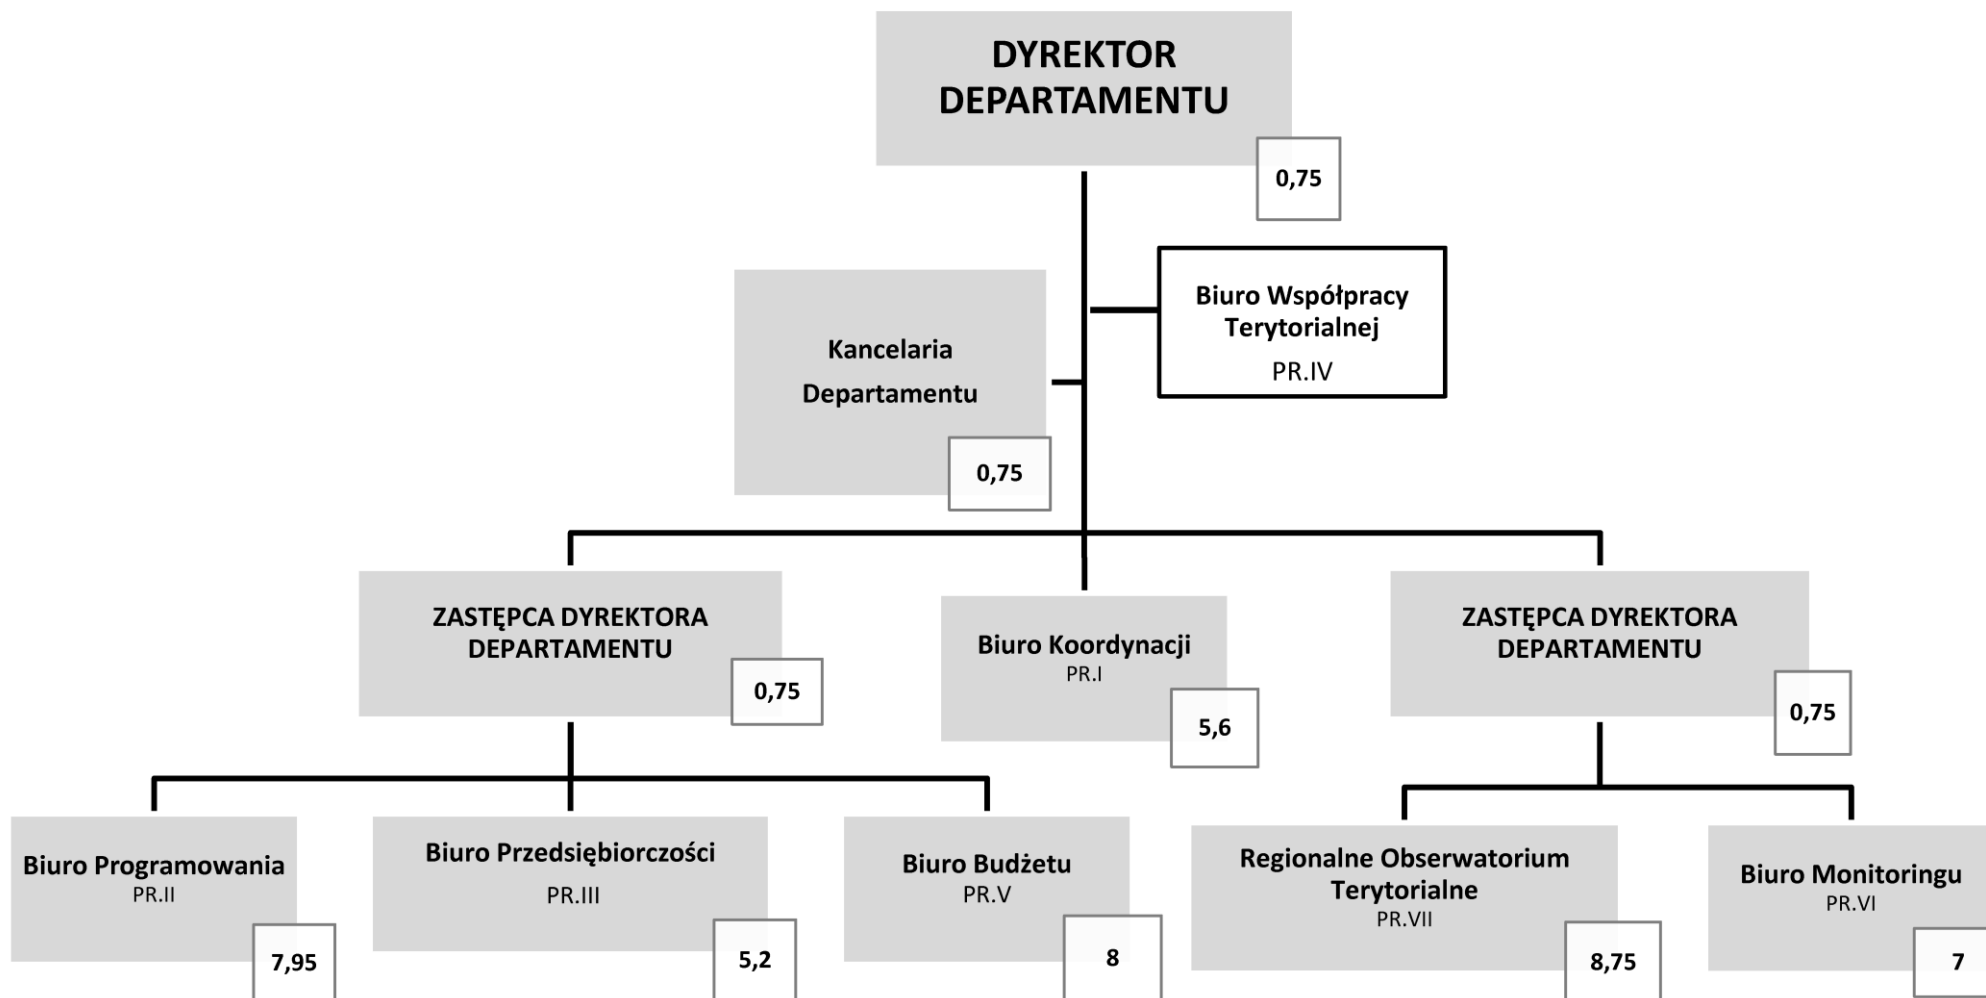 DYREKTOR
DEPARTAMENTU
0,75
Biuro Współpracy
Terytorialnej
PR.IV
Kancelaria
Departamentu
0,75
ZASTĘPCA DYREKTORA
DEPARTAMENTU
0,75
Biuro Koordynacji
PR.I
5,6
ZASTĘPCA DYREKTORA
DEPARTAMENTU
0,75
Biuro Programowania
PR.II
7,95
Biuro Przedsiębiorczości
PR.III
5,2
Biuro Budżetu
PR.V
8
Regionalne Obserwatorium
Terytorialne
PR.VII
8,75
Biuro Monitoringu
PR.VI
7